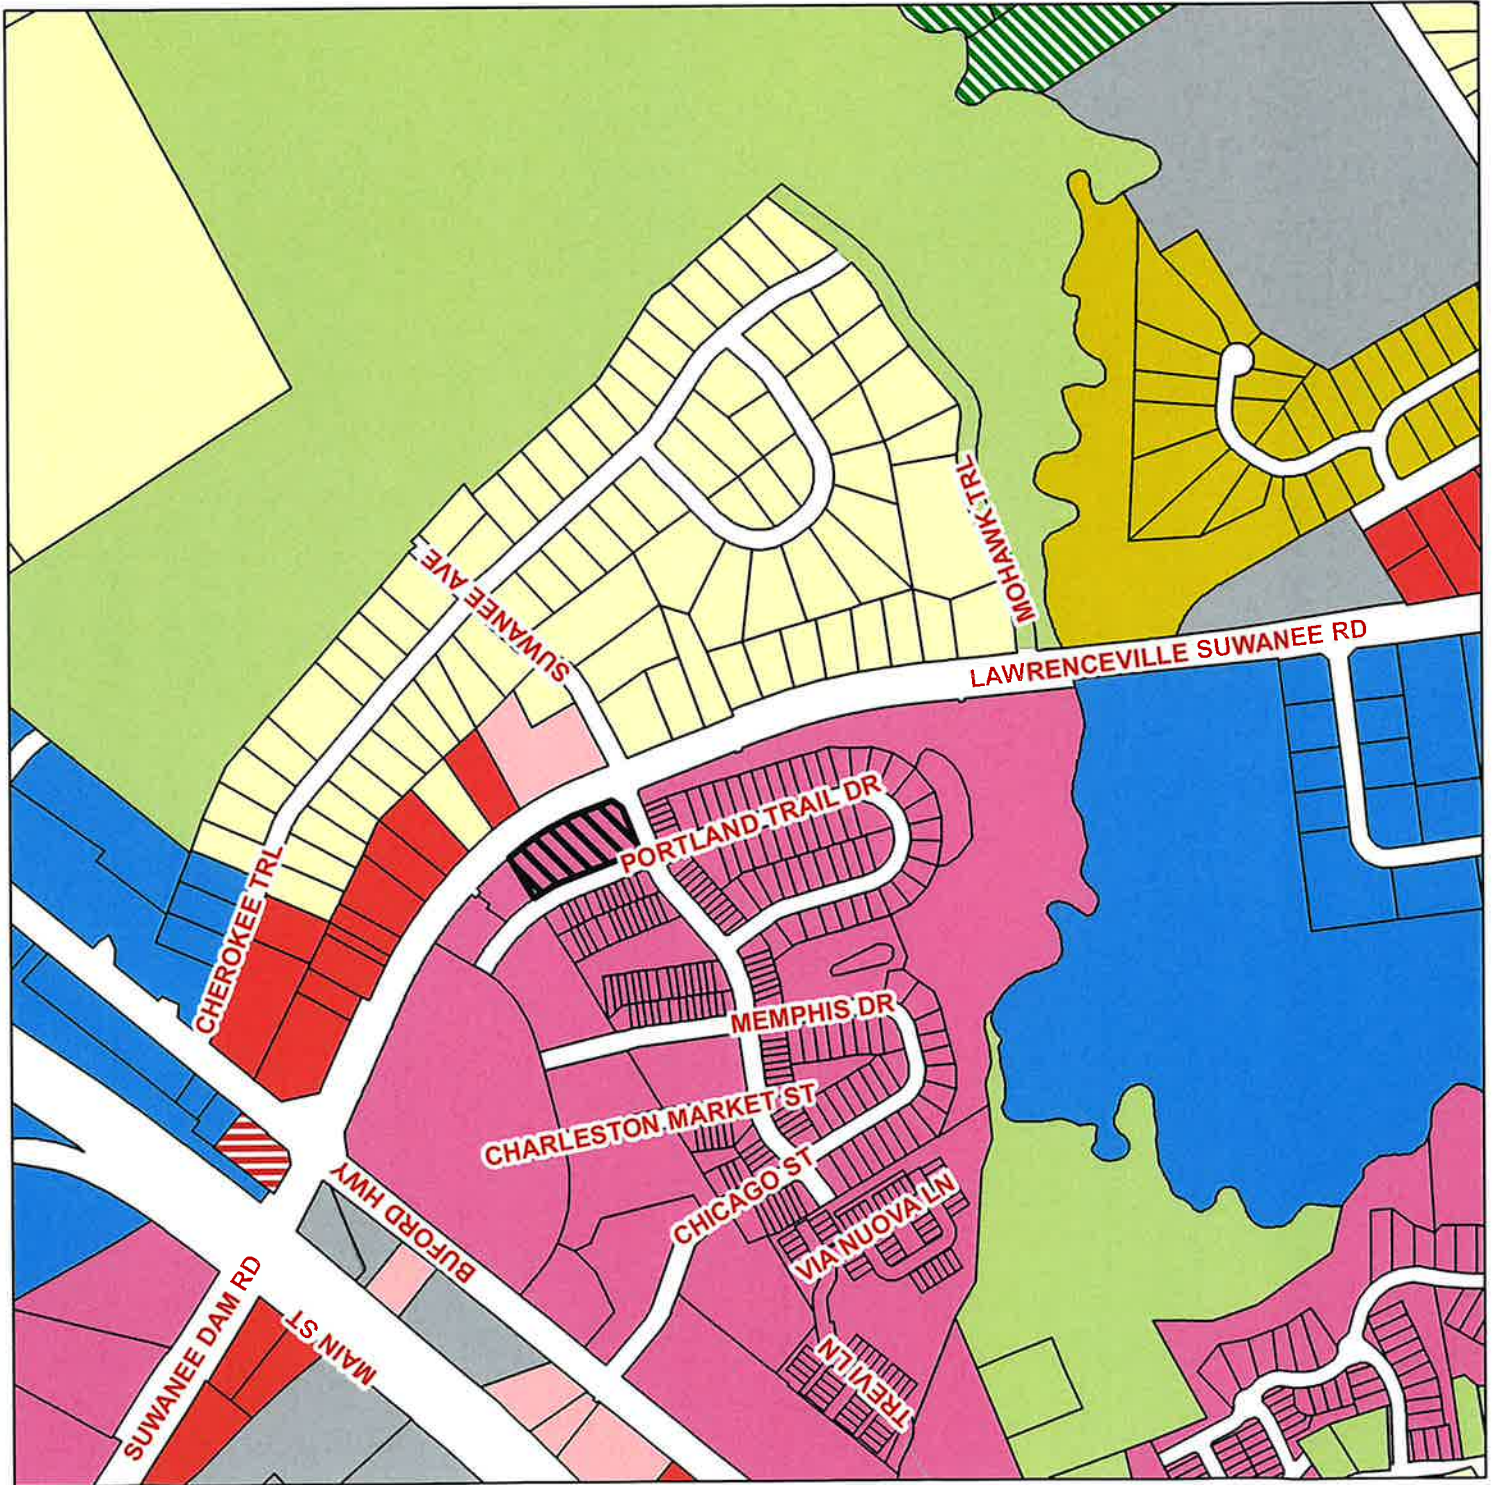 MOHAWK TRL
SUWANEE AVE
LAWRENCEVILLE SUWANEE RD
PORTLAND TRAIL DR
CHEROKEE TRL
MEMPHIS DR
CHARLESTON MARKET ST
CHICAGO ST
VIA NUOVA LN
BUFORD HWY
SUWANEE DAM RD
MAIN ST
TREVI LN